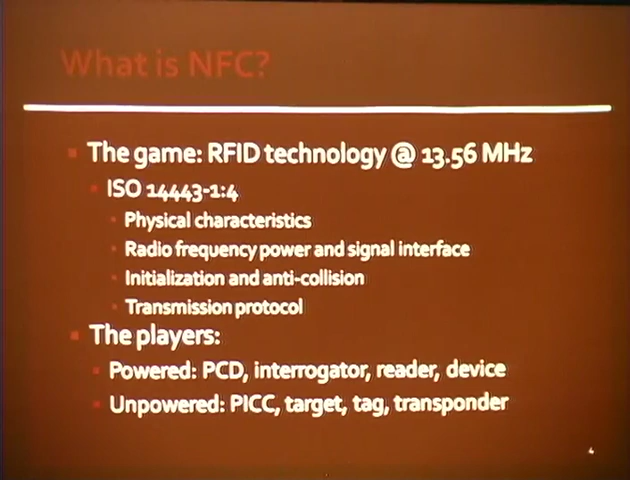 What is NFC?
The game: RFID technology @ 13.56 MHz
ISO 14443-1:4
Physical characteristics
Radio frequency power and signal interface
Initialization and anti-collision
Transmission protocol
The players:
Powered: PCD, interrogator, reader, device
Unpowered: PICC, target, tag, transponder